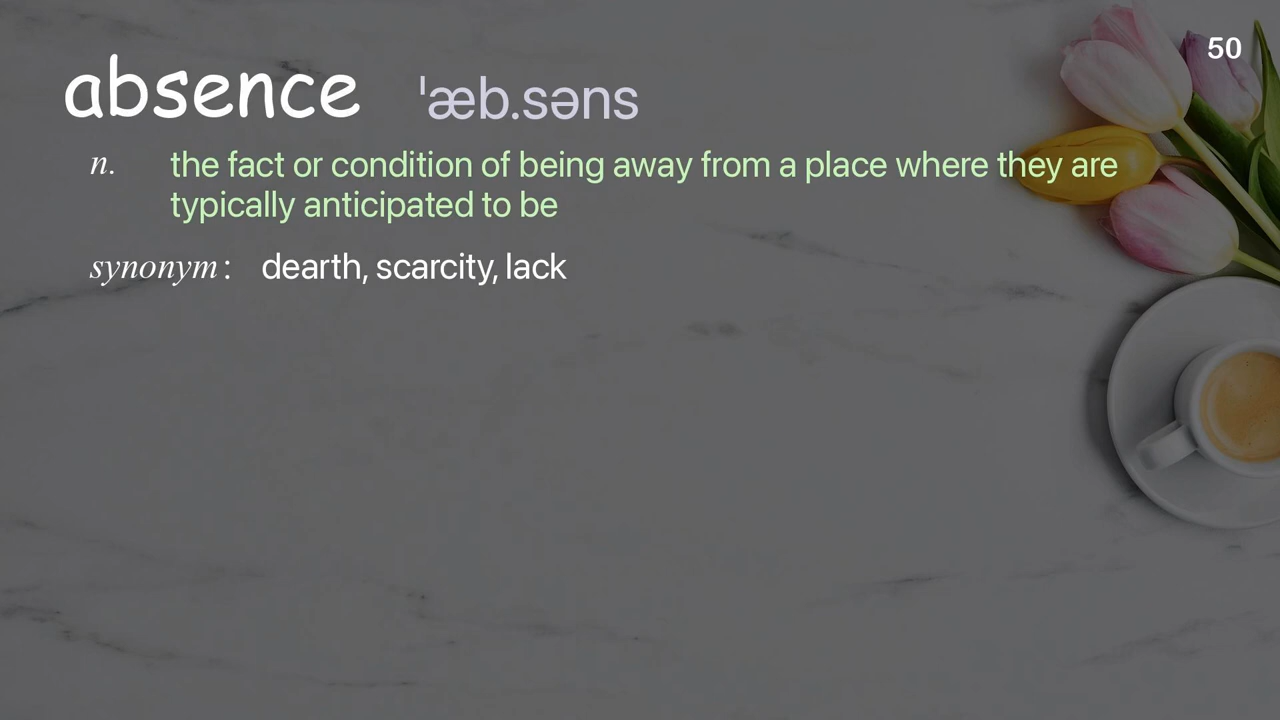 50
absence ˈæb.səns
n. the fact or condition of being away from a place where they are
typically anticipated to be
synonym: dearth, scarcity, lack